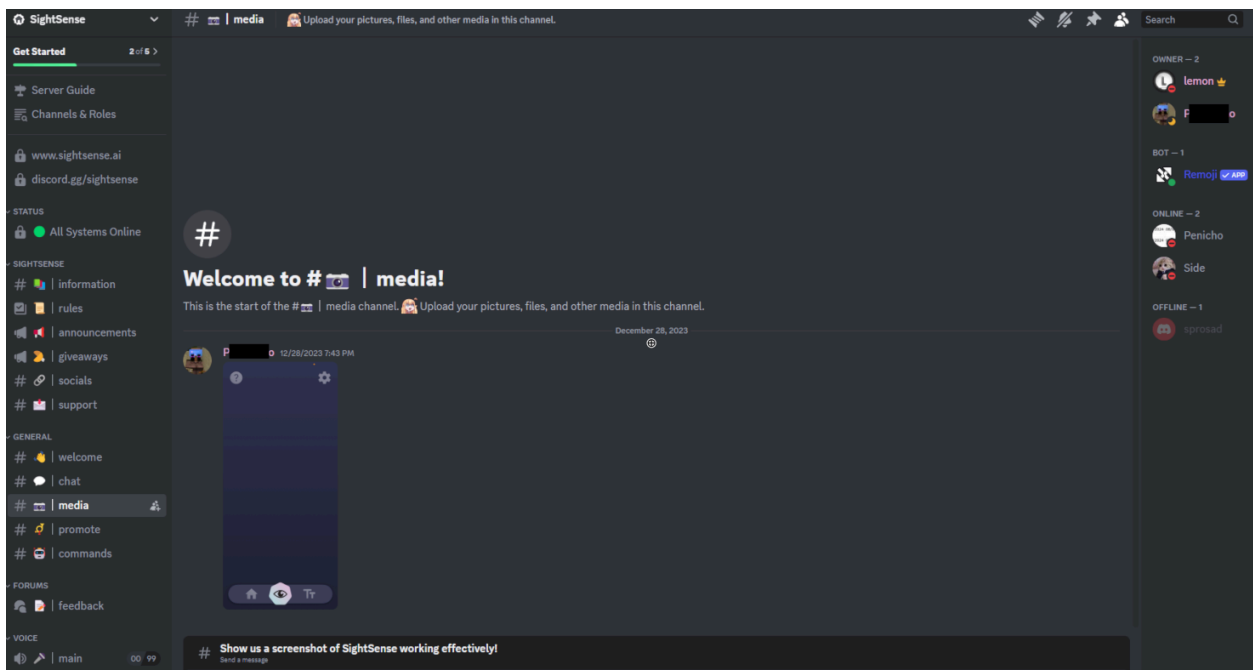 SightSense
# | media Upload your pictures, files, and other media in this channel.
Search
Get Started 2 of 5 >
Server Guide
Channels & Roles
www.sightsense.ai
discord.gg/sightsense
STATUS
All Systems Online
SIGHTSENSE
# | information
| rules
| announcements
| giveaways
# | socials
# | support
GENERAL
# | welcome
# | chat
# | media
# | promote
# | commands
FORUMS
| feedback
VOICE
| main 00 99
#
Welcome to # | media!
This is the start of the # | media channel. Upload your pictures, files, and other media in this channel.
December 28, 2023
P o 12/28/2023 7:43 PM
?
TT
# Show us a screenshot of SightSense working effectively!
Send a message
OWNER — 2
L lemon
P o
BOT — 1
Remoji ✓ APP
ONLINE — 2
Penicho
Side
OFFLINE — 1
sprosad